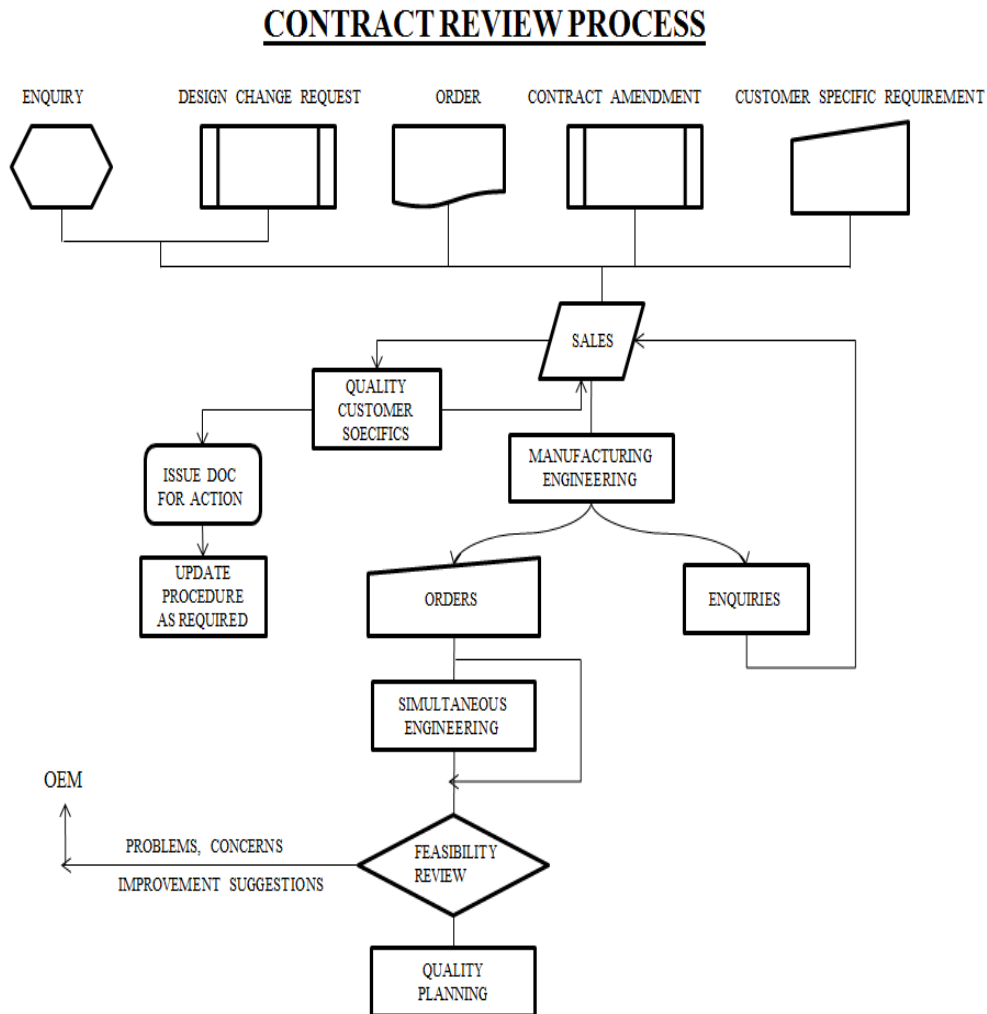 CONTRACT REVIEW PROCESS
ENQUIRY
DESIGN CHANGE REQUEST
ORDER
CONTRACT AMENDMENT
CUSTOMER SPECIFIC REQUIREMENT
SALES
QUALITY
CUSTOMER
SOECIFICS
MANUFACTURING
ENGINEERING
ISSUE DOC
FOR ACTION
UPDATE
PROCEDURE
AS REQUIRED
ORDERS
ENQUIRIES
SIMULTANEOUS
ENGINEERING
OEM
PROBLEMS, CONCERNS
IMPROVEMENT SUGGESTIONS
FEASIBILITY
REVIEW
QUALITY
PLANNING